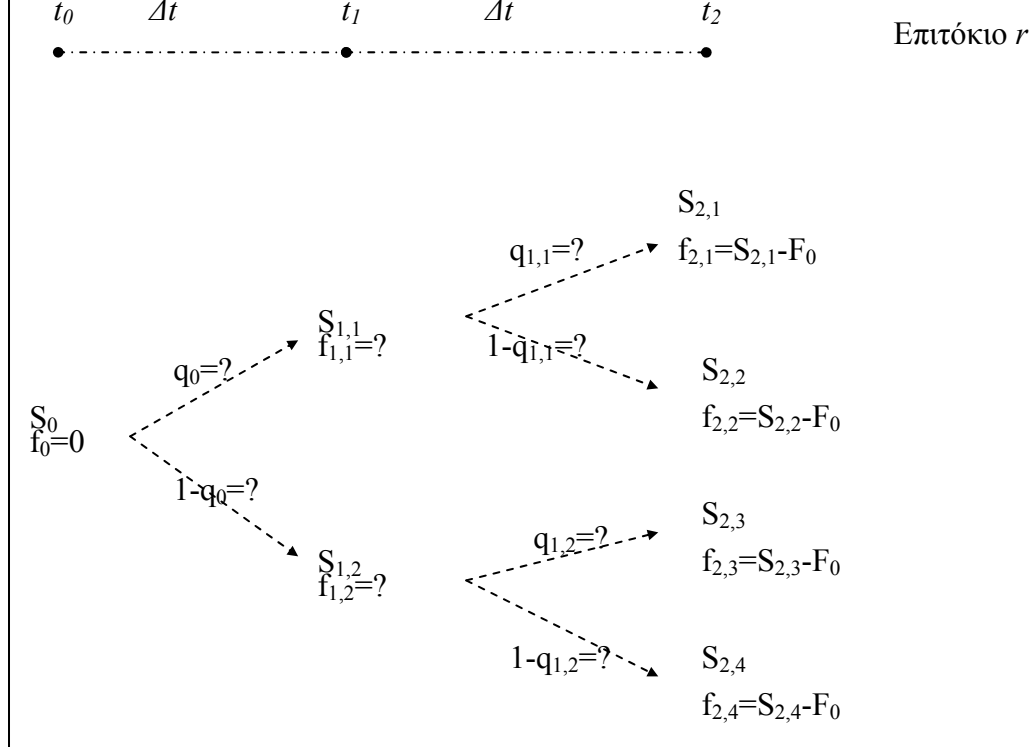 t₀ Δt t₁ Δt t₂
Επιτόκιο r
S₂,₁
q₁,₁=?
f₂,₁=S₂,₁-F₀
S₁,₁
f₁,₁=?
1-q₁,₁=?
q₀=?
S₂,₂
f₂,₂=S₂,₂-F₀
S₀
f₀=0
1-q₀=?
S₂,₃
q₁,₂=?
f₂,₃=S₂,₃-F₀
S₁,₂
f₁,₂=?
1-q₁,₂=?
S₂,₄
f₂,₄=S₂,₄-F₀